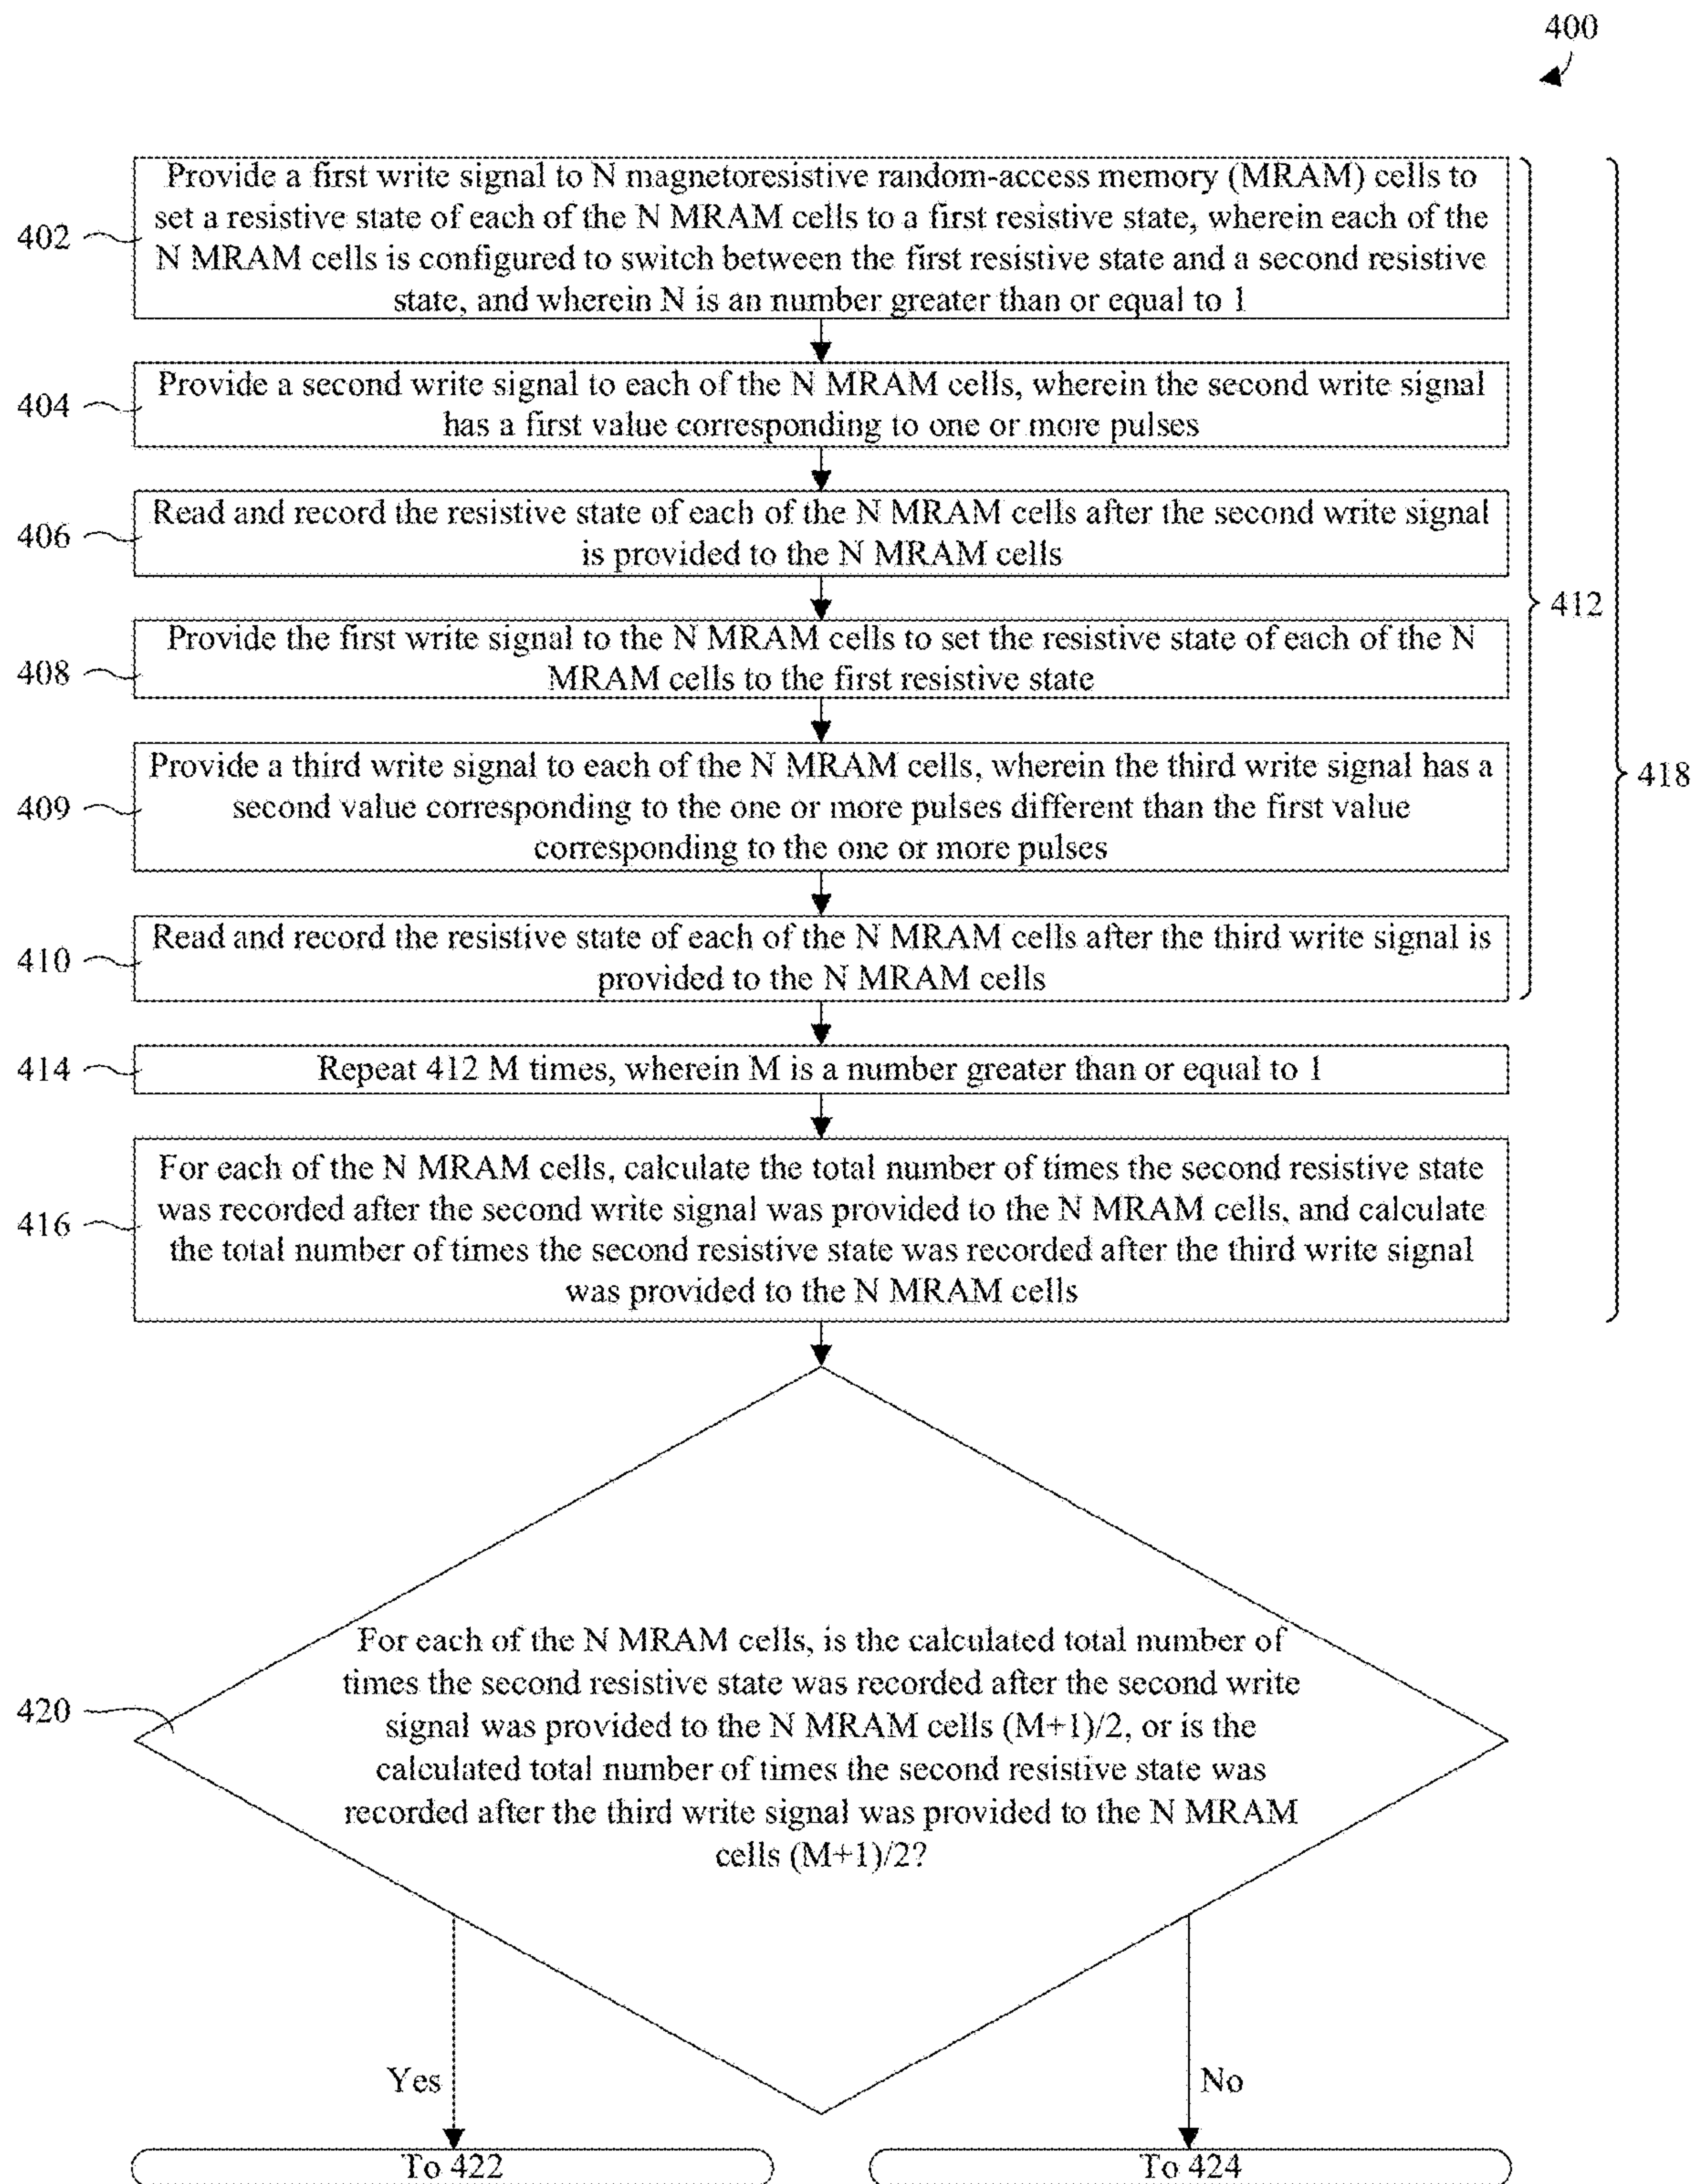 400
Provide a first write signal to N magnetoresistive random-access memory (MRAM) cells to
set a resistive state of each of the N MRAM cells to a first resistive state, wherein each of the
N MRAM cells is configured to switch between the first resistive state and a second resistive
state, and wherein N is an number greater than or equal to 1
402
Provide a second write signal to each of the N MRAM cells, wherein the second write signal
has a first value corresponding to one or more pulses
404
Read and record the resistive state of each of the N MRAM cells after the second write signal
is provided to the N MRAM cells
406
412
Provide the first write signal to the N MRAM cells to set the resistive state of each of the N
MRAM cells to the first resistive state
408
Provide a third write signal to each of the N MRAM cells, wherein the third write signal has a
second value corresponding to the one or more pulses different than the first value
corresponding to the one or more pulses
409
418
Read and record the resistive state of each of the N MRAM cells after the third write signal is
provided to the N MRAM cells
410
Repeat 412 M times, wherein M is a number greater than or equal to 1
414
For each of the N MRAM cells, calculate the total number of times the second resistive state
was recorded after the second write signal was provided to the N MRAM cells, and calculate
the total number of times the second resistive state was recorded after the third write signal
was provided to the N MRAM cells
416
For each of the N MRAM cells, is the calculated total number of
times the second resistive state was recorded after the second write
signal was provided to the N MRAM cells (M+1)/2, or is the
calculated total number of times the second resistive state was
recorded after the third write signal was provided to the N MRAM
cells (M+1)/2?
420
Yes
No
To 422
To 424